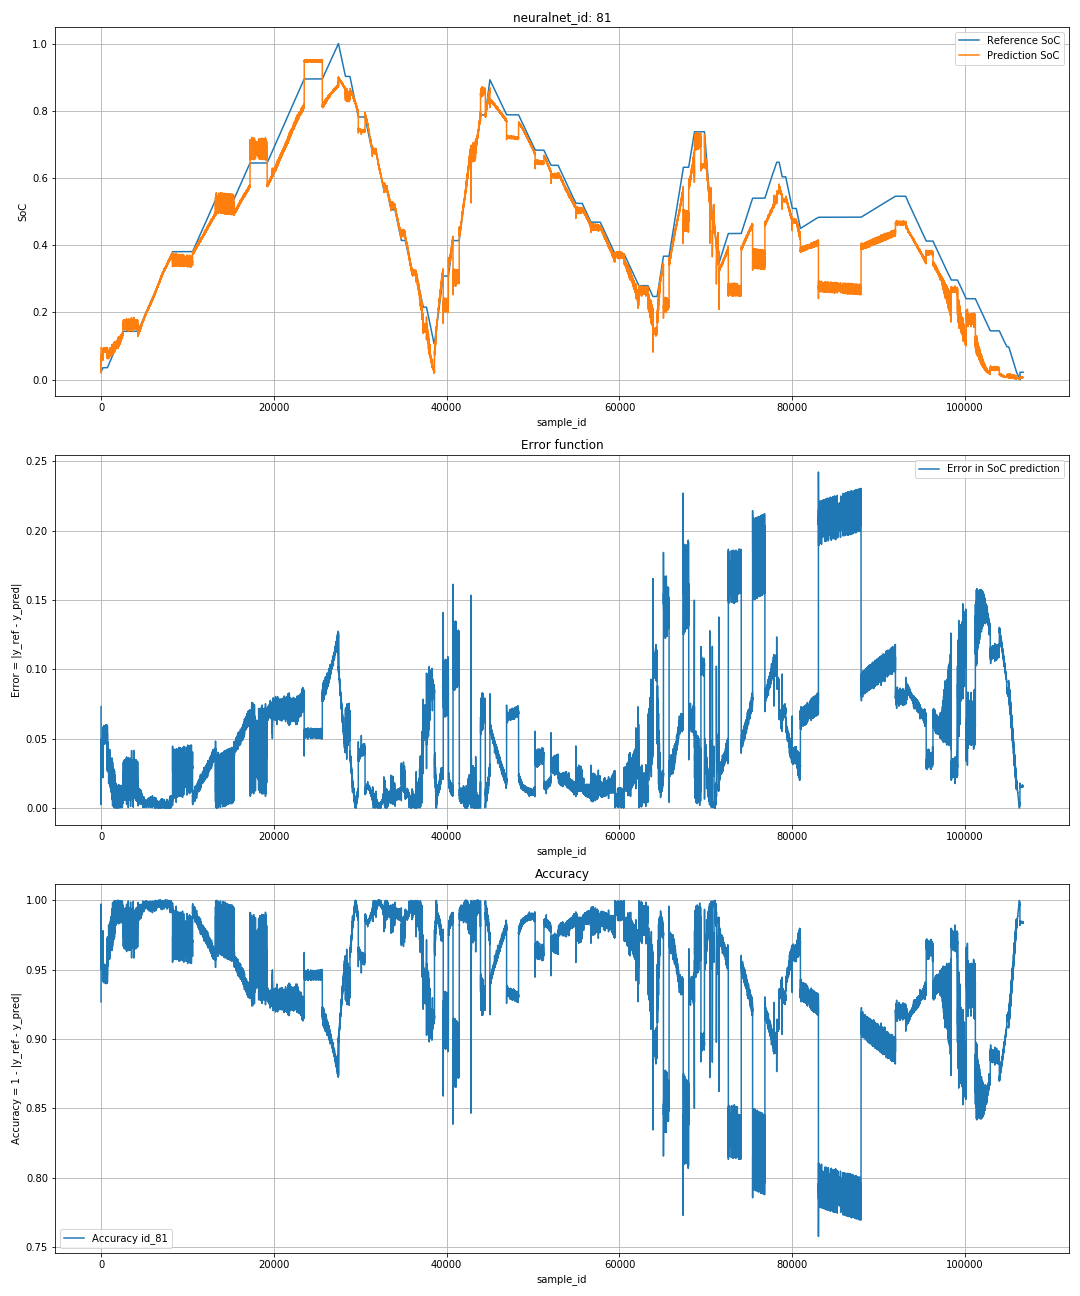 neuralnet_id: 81
Reference SoC
Prediction SoC
SoC
1.0
0.8
0.6
0.4
0.2
0.0
0 20000 40000 60000 80000 100000
sample_id
Error function
Error in SoC prediction
Error = |y_ref - y_pred|
0.25
0.20
0.15
0.10
0.05
0.00
0 20000 40000 60000 80000 100000
sample_id
Accuracy
Accuracy = 1 - |y_ref - y_pred|
1.00
0.95
0.90
0.85
0.80
0.75
Accuracy id_81
0 20000 40000 60000 80000 100000
sample_id